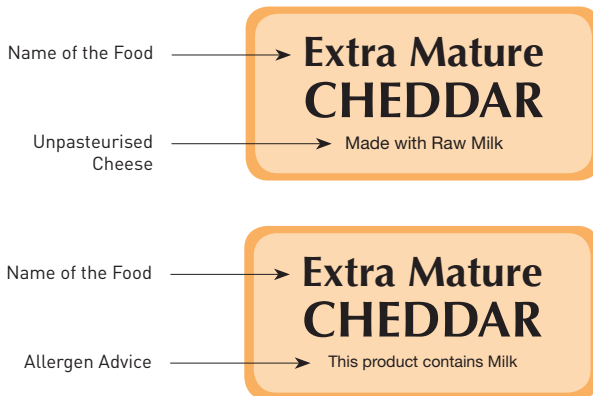 Name of the Food
Extra Mature
CHEDDAR
Unpasteurised
Cheese
Made with Raw Milk
Name of the Food
Extra Mature
CHEDDAR
Allergen Advice
This product contains Milk